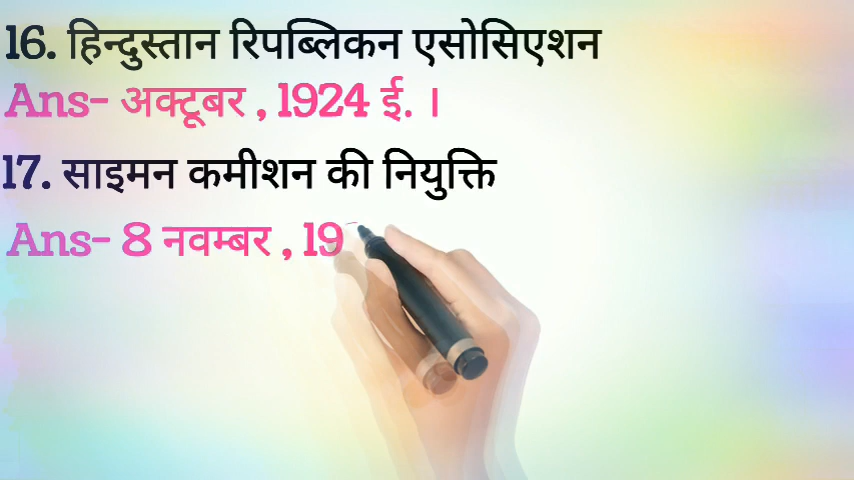 16. हिन्दुस्तान रिपब्लिकन एसोसिएशन
Ans- अक्टूबर , 1924 ई. ।
17. साइमन कमीशन की नियुक्ति
Ans- 8 नवम्बर , 19